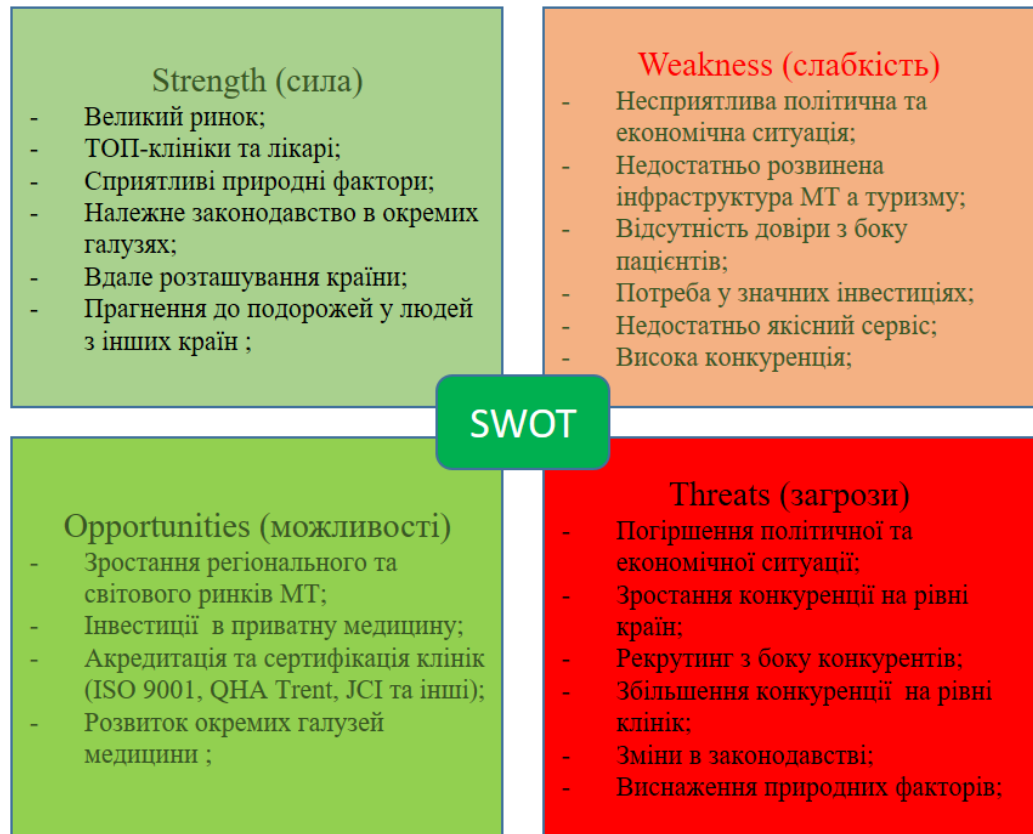 Strength (сила)
- Великий ринок;
- ТОП-клініки та лікарі;
- Сприятливі природні фактори;
- Належне законодавство в окремих
галузях;
- Вдале розташування країни;
- Прагнення до подорожей у людей
з інших країн ;
Weakness (слабкість)
- Несприятлива політична та
економічна ситуація;
- Недостатньо розвинена
інфраструктура МТ а туризму;
- Відсутність довіри з боку
пацієнтів;
- Потреба у значних інвестиціях;
- Недостатньо якісний сервіс;
- Висока конкуренція;
SWOT
Opportunities (можливості)
- Зростання регіонального та
світового ринків МТ;
- Інвестиції  в приватну медицину;
- Акредитація та сертифікація клінік
(ISO 9001, QHA Trent, JCI та інші);
- Розвиток окремих галузей
медицини ;
Threats (загрози)
- Погіршення політичної та
економічної ситуації;
- Зростання конкуренції на рівні
країн;
- Рекрутинг з боку конкурентів;
- Збільшення конкуренції  на рівні
клінік;
- Зміни в законодавстві;
- Виснаження природних факторів;